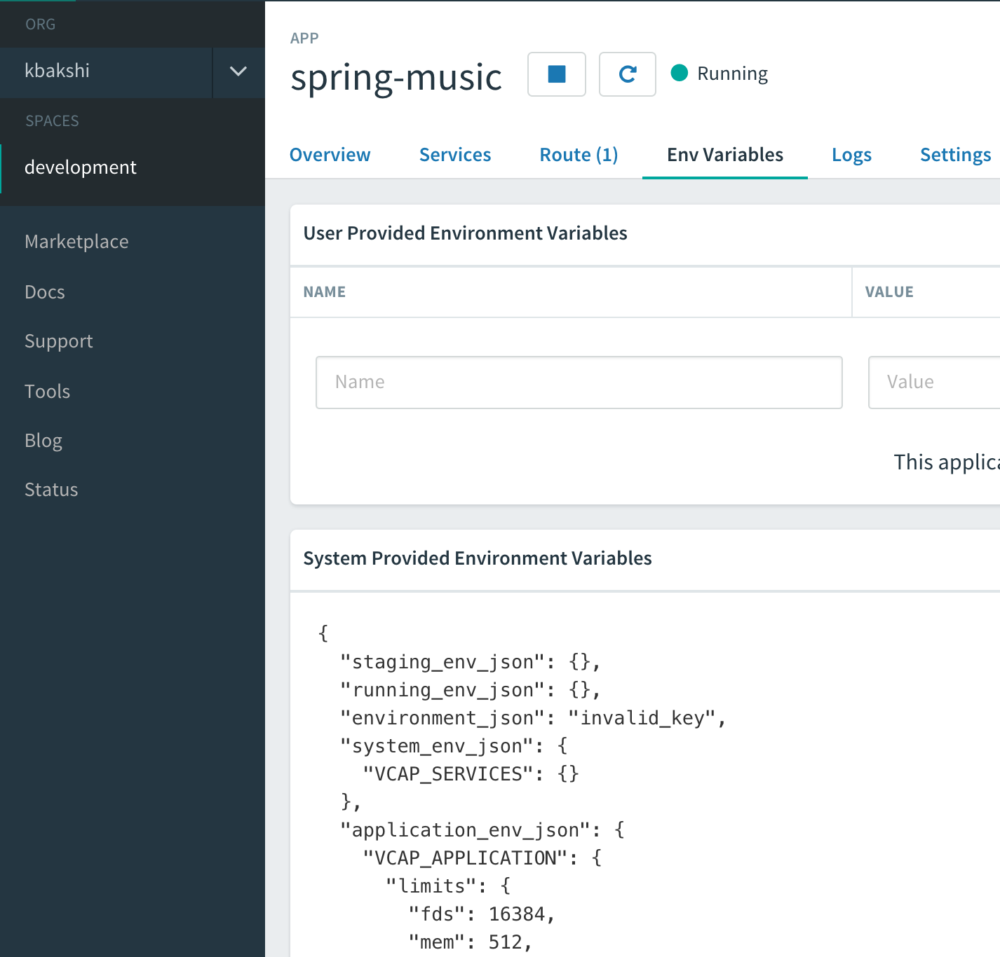 ORG
kbakshi
SPACES
development
Marketplace
Docs
Support
Tools
Blog
Status
APP
spring-music
Running
Overview Services Route (1) Env Variables Logs Settings
User Provided Environment Variables
NAME VALUE
Name Value
This applica
System Provided Environment Variables
{
"staging_env_json": {},
"running_env_json": {},
"environment_json": "invalid_key",
"system_env_json": {
"VCAP_SERVICES": {}
},
"application_env_json": {
"VCAP_APPLICATION": {
"limits": {
"fds": 16384,
"mem": 512,